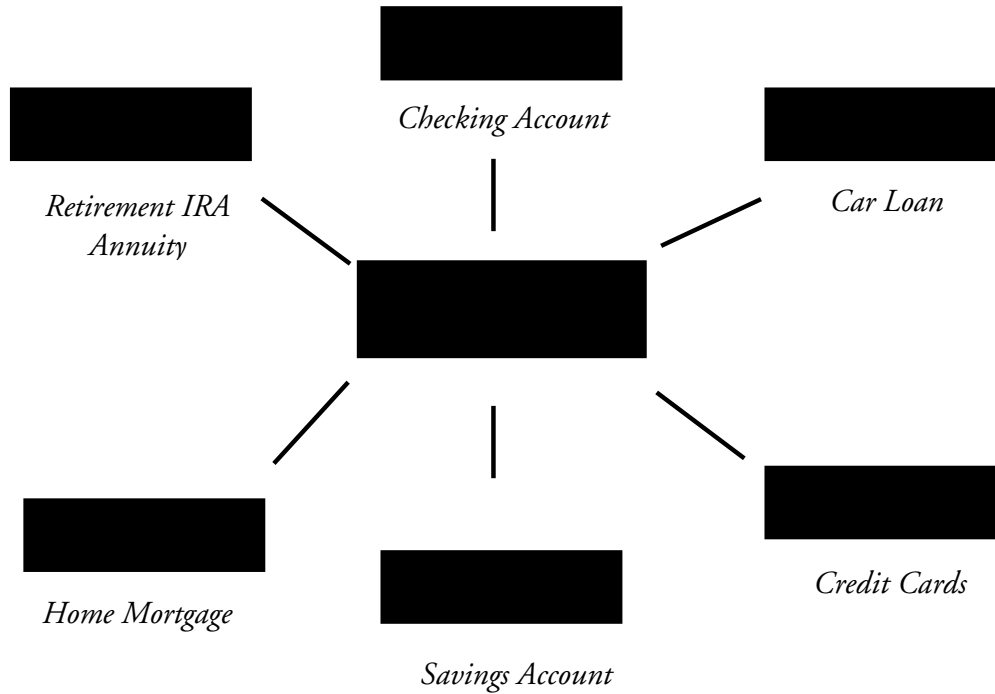 Checking Account
Retirement IRA
Annuity
Car Loan
Home Mortgage
Credit Cards
Savings Account